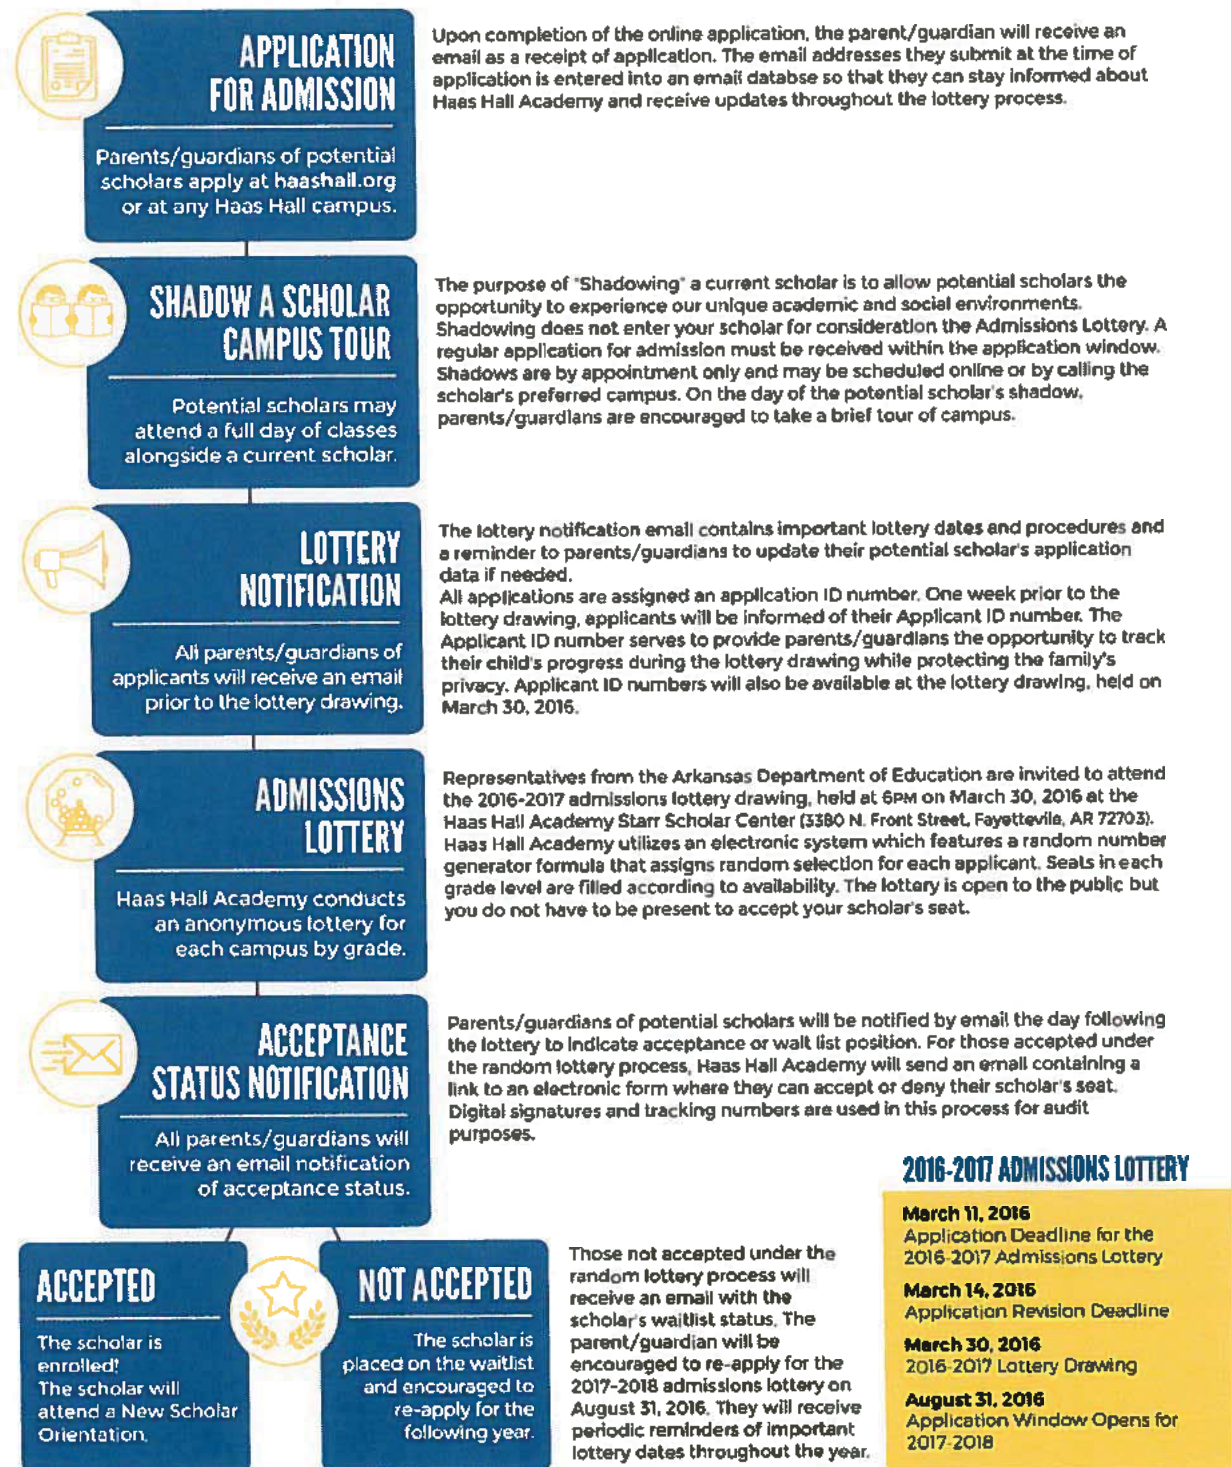 APPLICATION
FOR ADMISSION
Parents/guardians of potential
scholars apply at haashall.org
or at any Haas Hall campus.
Upon completion of the online application, the parent/guardian will receive an
email as a receipt of application. The email addresses they submit at the time of
application is entered into an email databse so that they can stay informed about
Haas Hall Academy and receive updates throughout the lottery process.
SHADOW A SCHOLAR
CAMPUS TOUR
Potential scholars may
attend a full day of classes
alongside a current scholar.
The purpose of "Shadowing" a current scholar is to allow potential scholars the
opportunity to experience our unique academic and social environments.
Shadowing does not enter your scholar for consideration the Admissions Lottery. A
regular application for admission must be received within the application window.
Shadows are by appointment only and may be scheduled online or by calling the
scholar's preferred campus. On the day of the potential scholar's shadow,
parents/guardians are encouraged to take a brief tour of campus.
LOTTERY
NOTIFICATION
All parents/guardians of
applicants will receive an email
prior to the lottery drawing.
The lottery notification email contains important lottery dates and procedures and
a reminder to parents/guardians to update their potential scholar's application
data if needed.
All applications are assigned an application ID number. One week prior to the
lottery drawing, applicants will be informed of their Applicant ID number. The
Applicant ID number serves to provide parents/guardians the opportunity to track
their child's progress during the lottery drawing while protecting the family's
privacy. Applicant ID numbers will also be available at the lottery drawing, held on
March 30, 2016.
ADMISSIONS
LOTTERY
Haas Hall Academy conducts
an anonymous lottery for
each campus by grade.
Representatives from the Arkansas Department of Education are invited to attend
the 2016-2017 admissions lottery drawing, held at 6PM on March 30, 2016 at the
Haas Hall Academy Starr Scholar Center (3380 N. Front Street, Fayettevile, AR 72703).
Haas Hall Academy utilizes an electronic system which features a random number
generator formula that assigns random selection for each applicant. Seats in each
grade level are filled according to availability. The lottery is open to the public but
you do not have to be present to accept your scholar's seat.
ACCEPTANCE
STATUS NOTIFICATION
All parents/guardians will
receive an email notification
of acceptance status.
Parents/guardians of potential scholars will be notified by email the day following
the lottery to indicate acceptance or wait list position. For those accepted under
the random lottery process, Haas Hall Academy will send an email containing a
link to an electronic form where they can accept or deny their scholar's seat.
Digital signatures and tracking numbers are used in this process for audit
purposes.
ACCEPTED
The scholar is
enrolled!
The scholar will
attend a New Scholar
Orientation.
NOT ACCEPTED
The scholar is
placed on the waitlist
and encouraged to
re-apply for the
following year.
Those not accepted under the
random lottery process will
receive an email with the
scholar's waitlist status. The
parent/guardian will be
encouraged to re-apply for the
2017-2018 admissions lottery on
August 31, 2016. They will receive
periodic reminders of important
lottery dates throughout the year.
2016-2017 ADMISSIONS LOTTERY
March 11, 2016
Application Deadline for the
2016-2017 Admissions Lottery
March 14, 2016
Application Revision Deadline
March 30, 2016
2016-2017 Lottery Drawing
August 31, 2016
Application Window Opens for
2017-2018